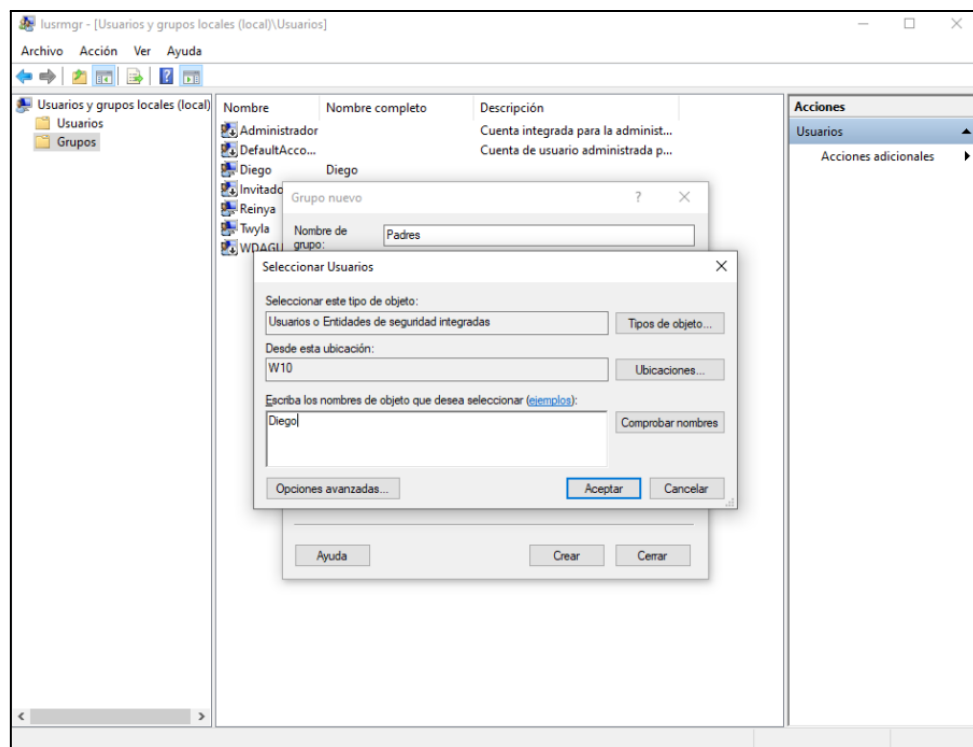 lusrmgr - [Usuarios y grupos locales (local)\Usuarios]
Archivo Acción Ver Ayuda
Usuarios y grupos locales (local)
Usuarios
Grupos
Nombre Nombre completo Descripción
Administrador Cuenta integrada para la administ...
DefaultAcco... Cuenta de usuario administrada p...
Diego Diego
Invitado
Reinya
Twyla
WDAGU
Acciones
Usuarios
Acciones adicionales
Grupo nuevo
Nombre de grupo:
Padres
Seleccionar Usuarios
Seleccionar este tipo de objeto:
Usuarios o Entidades de seguridad integradas
Tipos de objeto...
Desde esta ubicación:
W10
Ubicaciones...
Escriba los nombres de objeto que desea seleccionar (ejemplos):
Diego
Comprobar nombres
Opciones avanzadas...
Aceptar
Cancelar
Ayuda
Crear
Cerrar